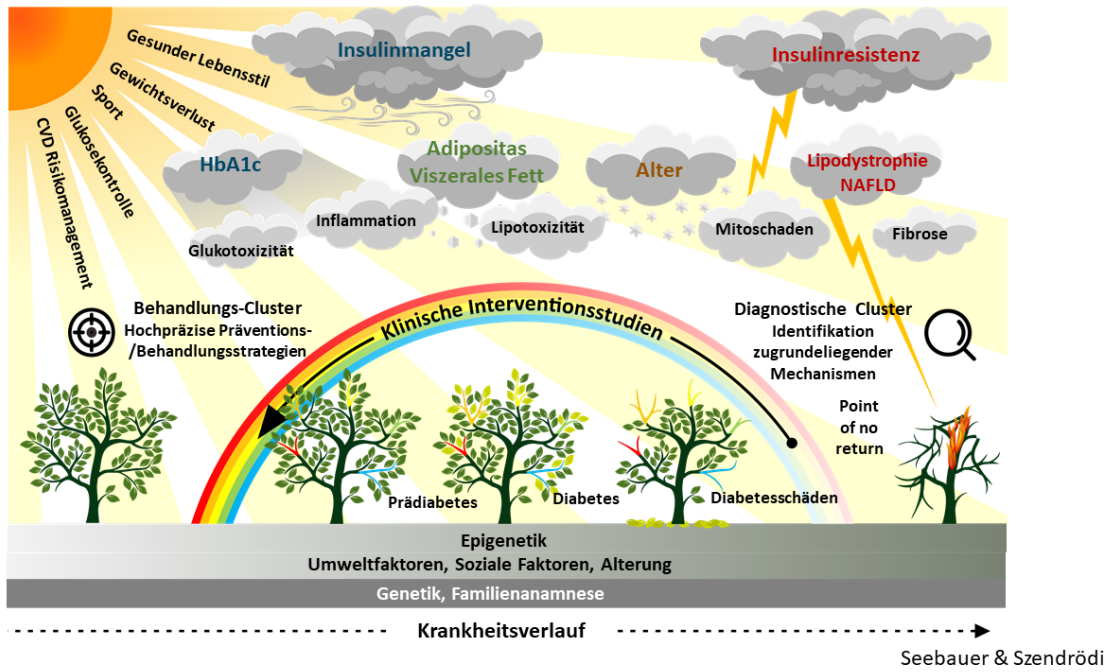 Gesunder Lebensstil
Gewichtsverlust
Sport
Glukosekontrolle
CVD Risikomanagement
Insulinmangel
Insulinresistenz
HbA1c
Adipositas
Viszerales Fett
Alter
Lipodystrophie
NAFLD
Glukotoxizität
Inflammation
Lipotoxizität
Mitoschaden
Fibrose
Behandlungs-Cluster
Hochpräzise Präventions-
/Behandlungsstrategien
Klinische Interventionsstudien
Diagnostische Cluster
Identifikation
zugrundeliegender
Mechanismen
Point
of no
return
Prädiabetes
Diabetes
Diabetesschäden
Epigenetik
Umweltfaktoren, Soziale Faktoren, Alterung
Genetik, Familienanamnese
Krankheitsverlauf
Seebauer & Szendrödi